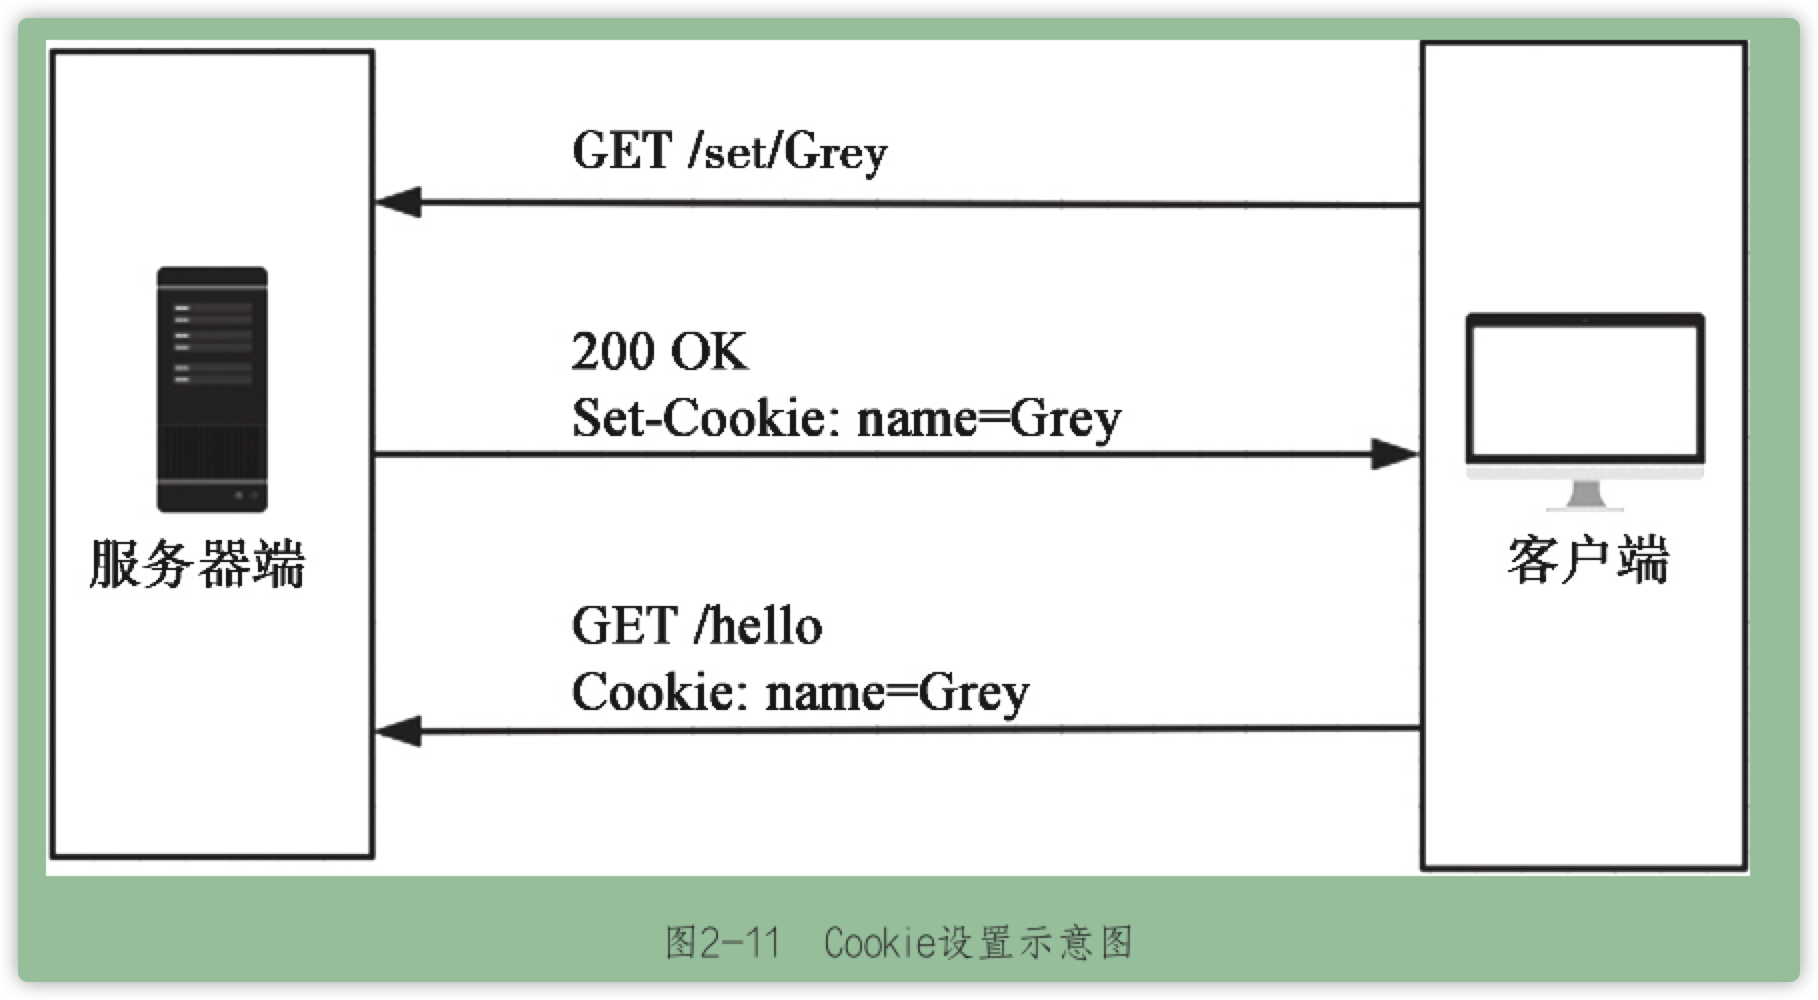 GET /set/Grey
200 OK
Set-Cookie: name=Grey
服务器端
客户端
GET /hello
Cookie: name=Grey
图2-11 Cookie设置示意图